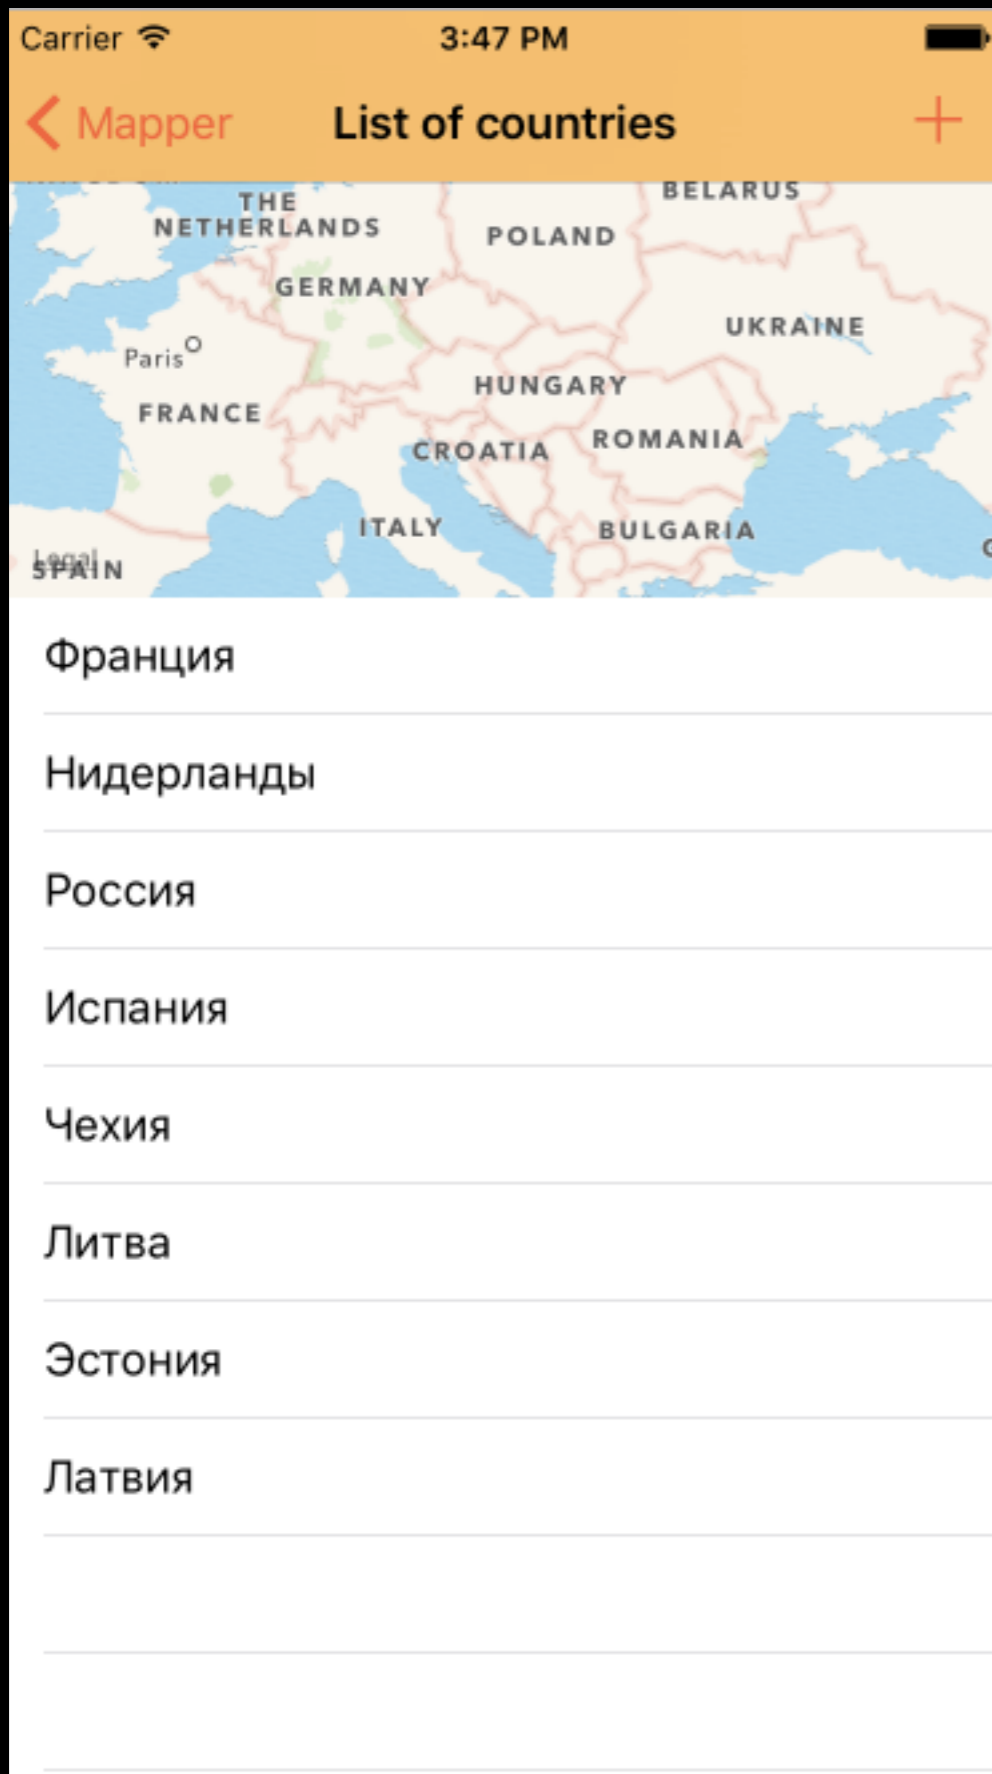 Carrier 3:47 PM
Mapper List of countries
THE
NETHERLANDS
BELARUS
POLAND
GERMANY
UKRAINE
Paris
HUNGARY
FRANCE
ROMANIA
CROATIA
ITALY
BULGARIA
Legal
SPAIN
Франция
Нидерланды
Россия
Испания
Чехия
Литва
Эстония
Латвия